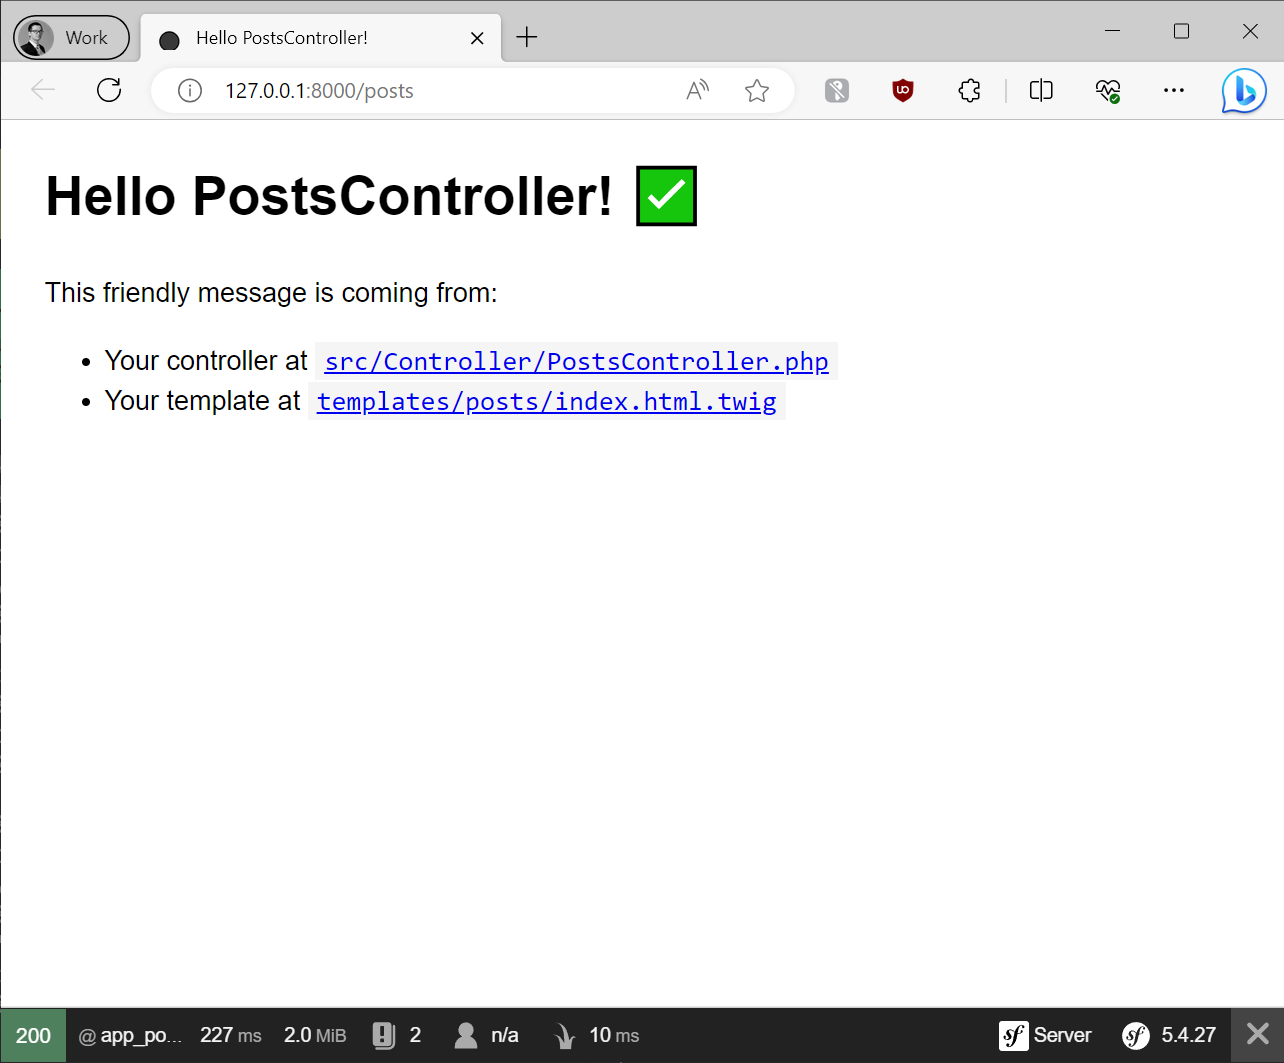 Work
Hello PostsController!
127.0.0.1:8000/posts
Hello PostsController! ✅
This friendly message is coming from:
• Your controller at src/Controller/PostsController.php
• Your template at templates/posts/index.html.twig
200 @ app_po... 227 ms 2.0 MiB 2 n/a 10 ms sf Server sf 5.4.27